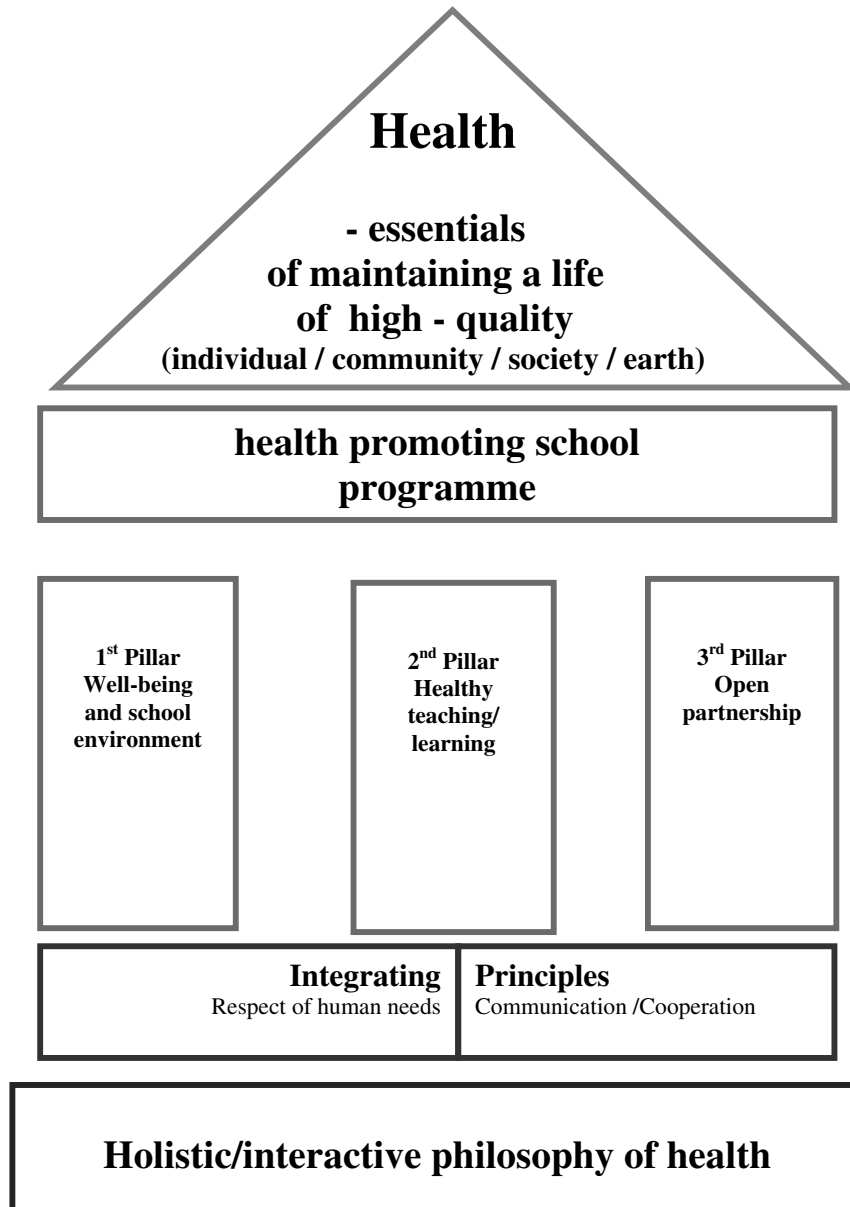 Health
- essentials
of maintaining a life
of high - quality
(individual / community / society / earth)
health promoting school
programme
1st Pillar
Well-being
and school
environment
2nd Pillar
Healthy
teaching/
learning
3rd Pillar
Open
partnership
Integrating
Respect of human needs
Principles
Communication /Cooperation
Holistic/interactive philosophy of health